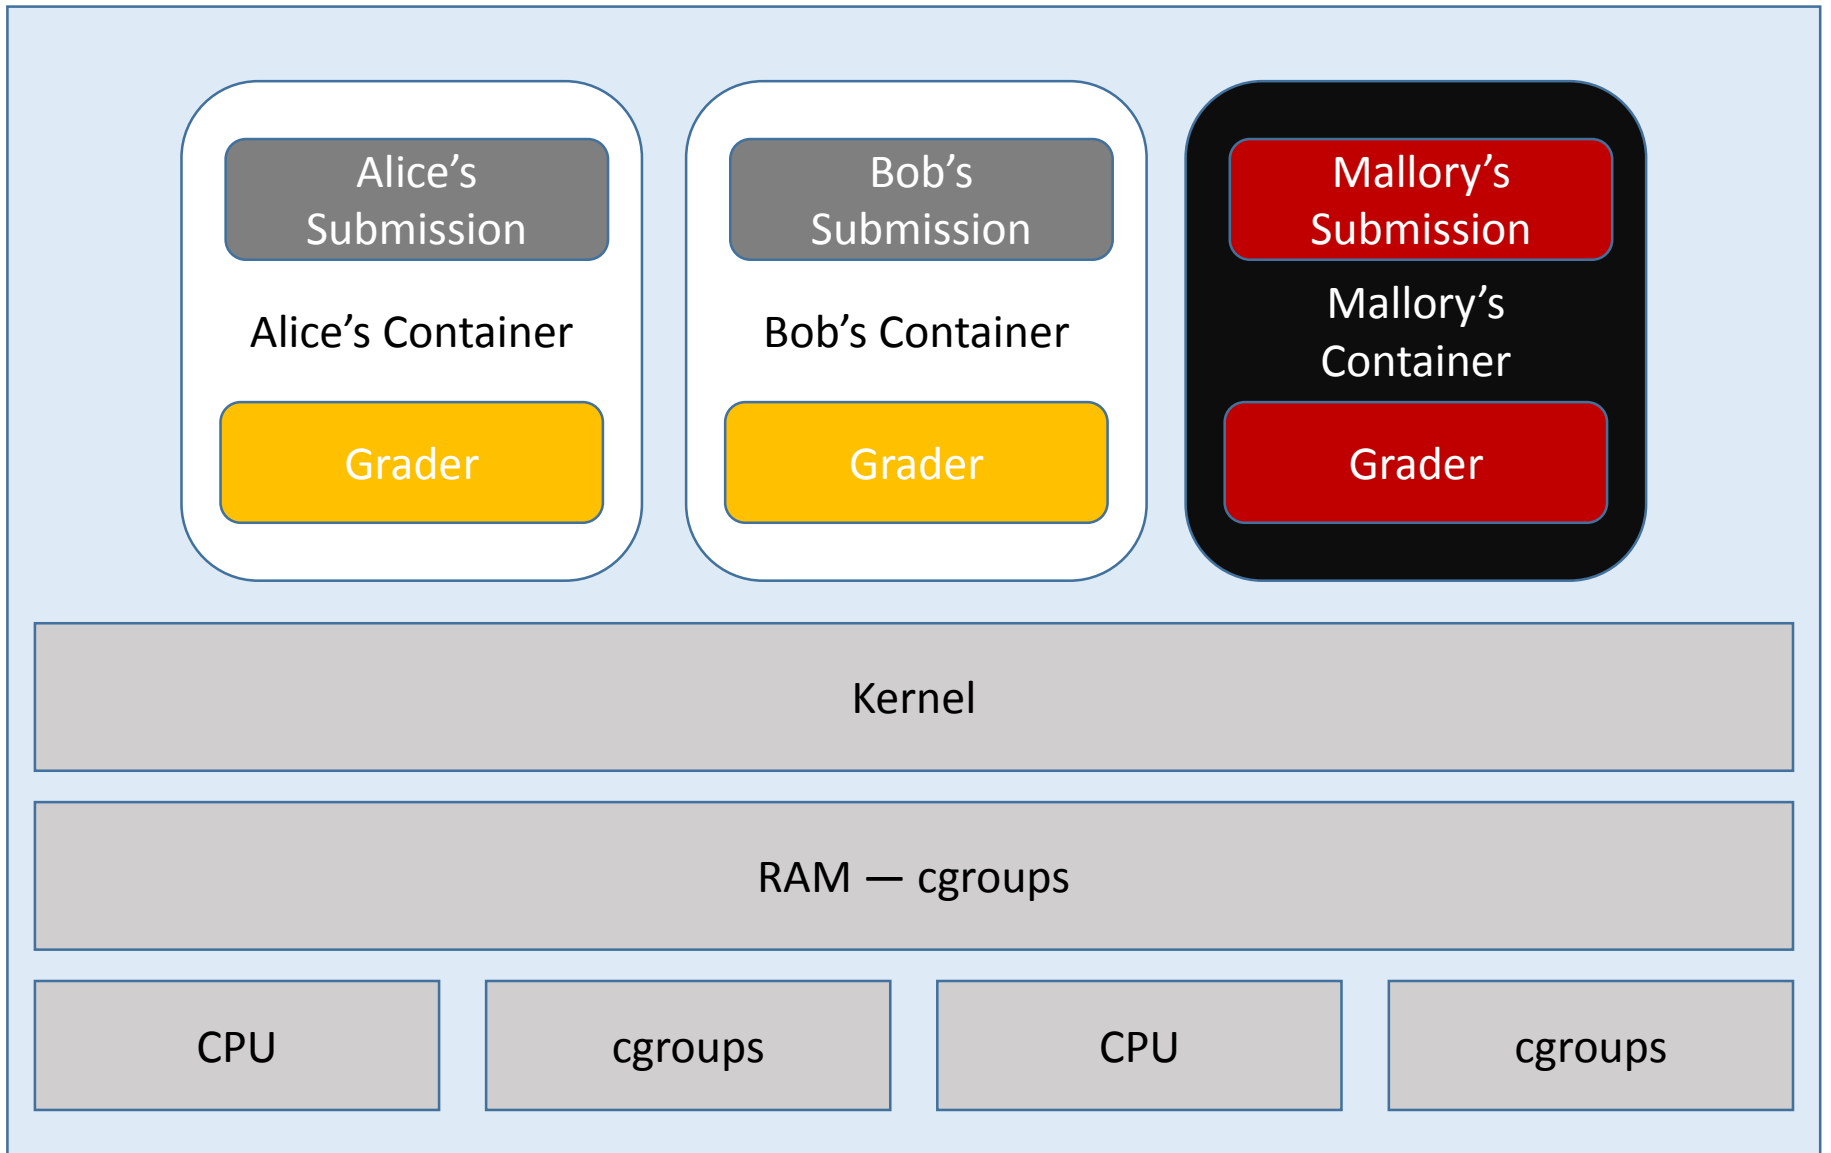 Alice’s
Submission
Bob’s
Submission
Mallory’s
Submission
Alice’s Container
Bob’s Container
Mallory’s
Container
Grader
Grader
Grader
Kernel
RAM — cgroups
CPU
cgroups
CPU
cgroups